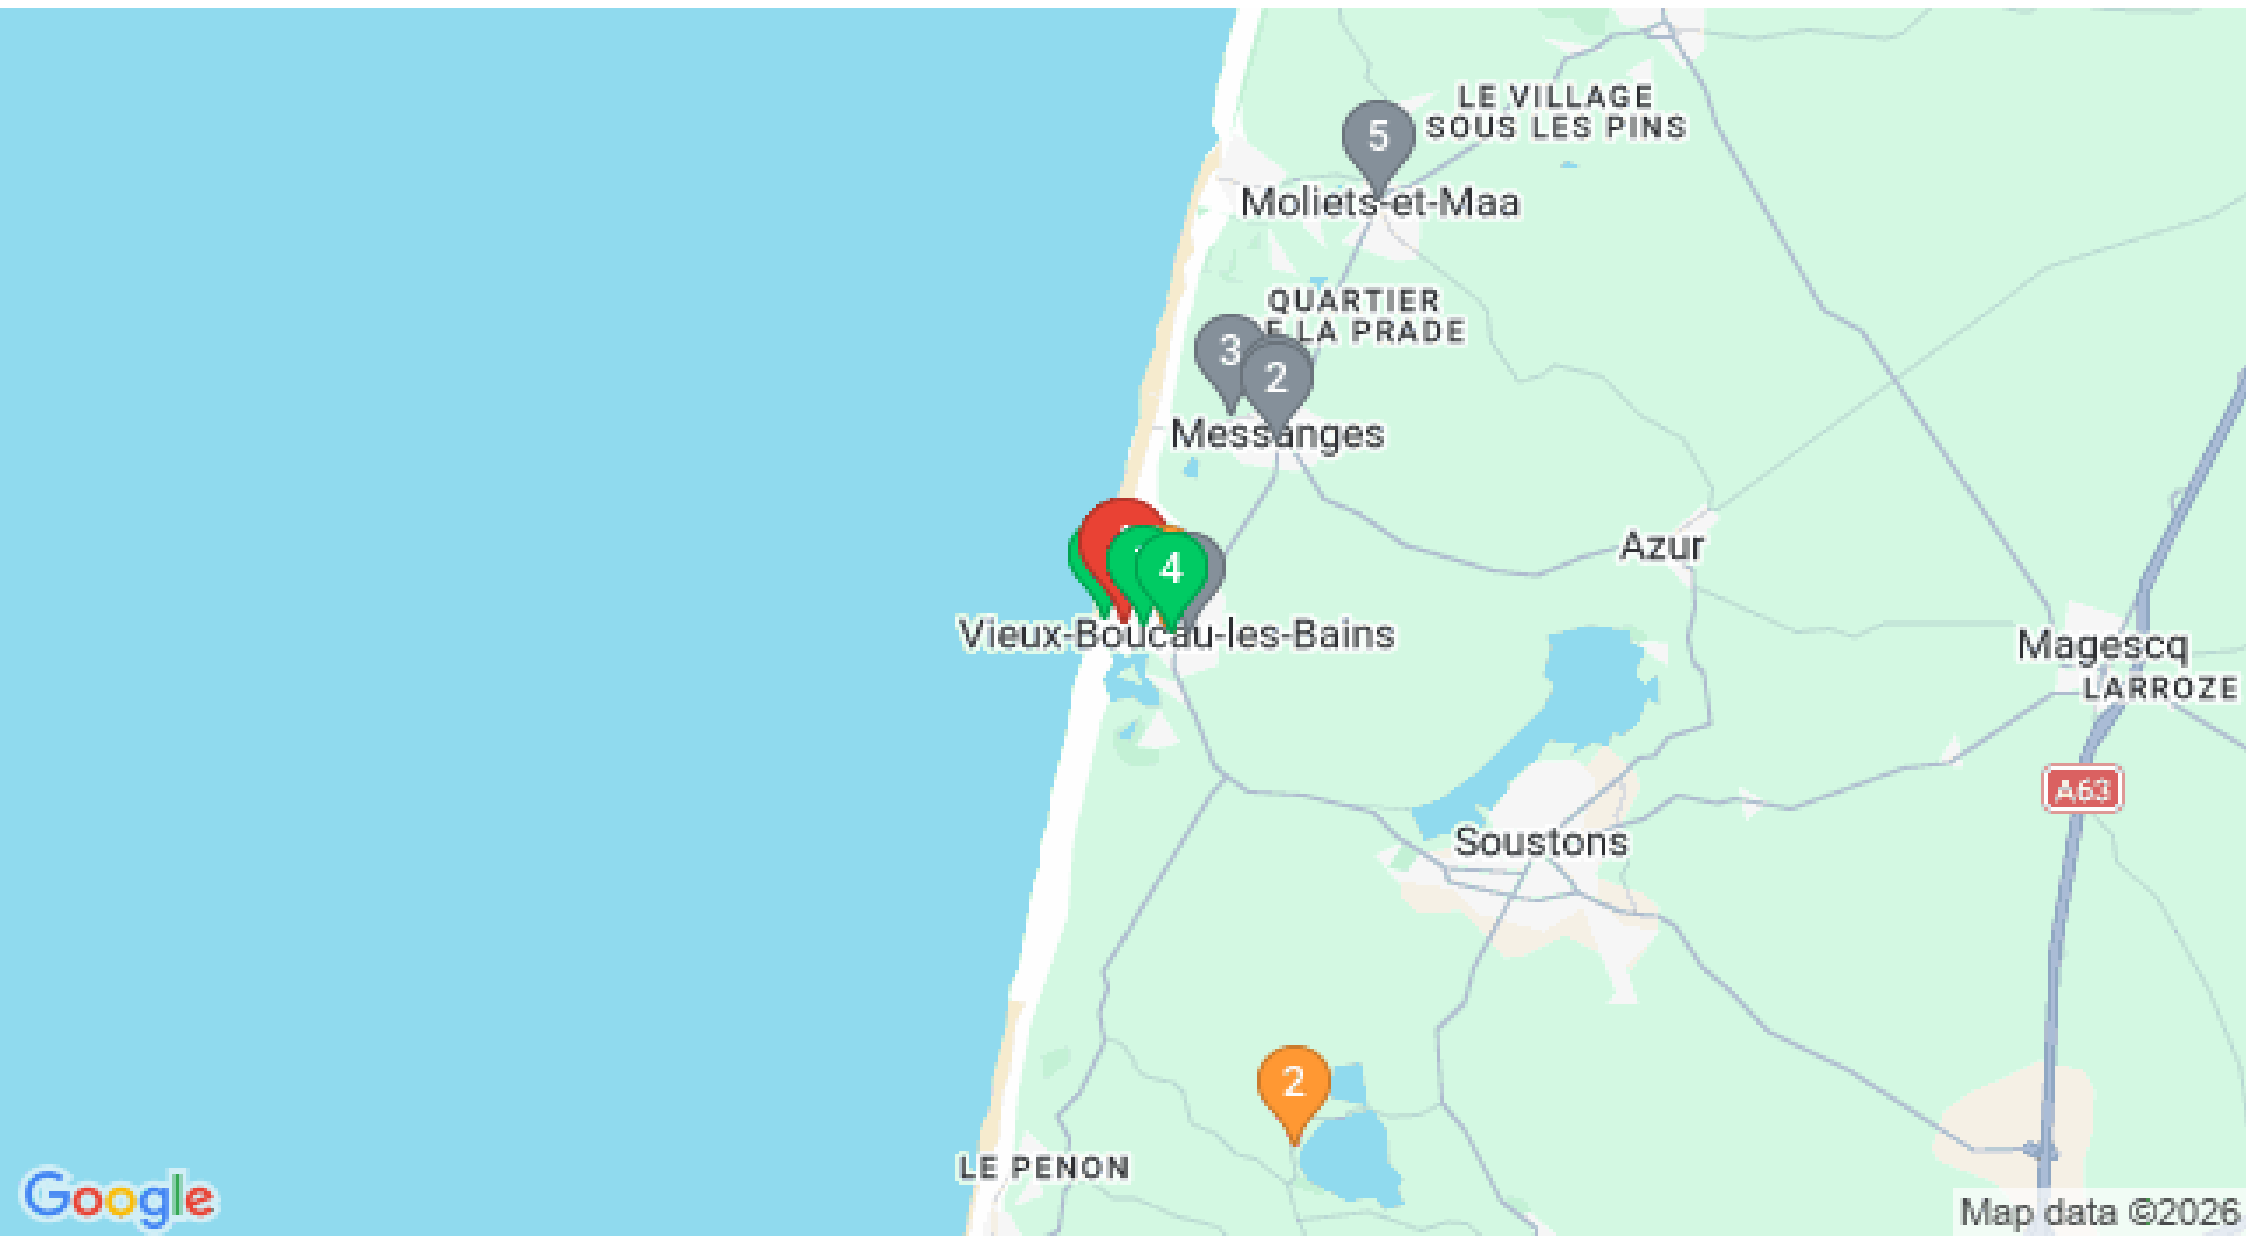 LE VILLAGE
SOUS LES PINS
5
Moliets-et-Maa
QUARTIER
E LA PRADE
3
2
Messanges
4
Azur
Vieux-Boucau-les-Bains
Magescq
LARROZE
A63
Soustons
2
LE PENON
Google
Map data ©2026